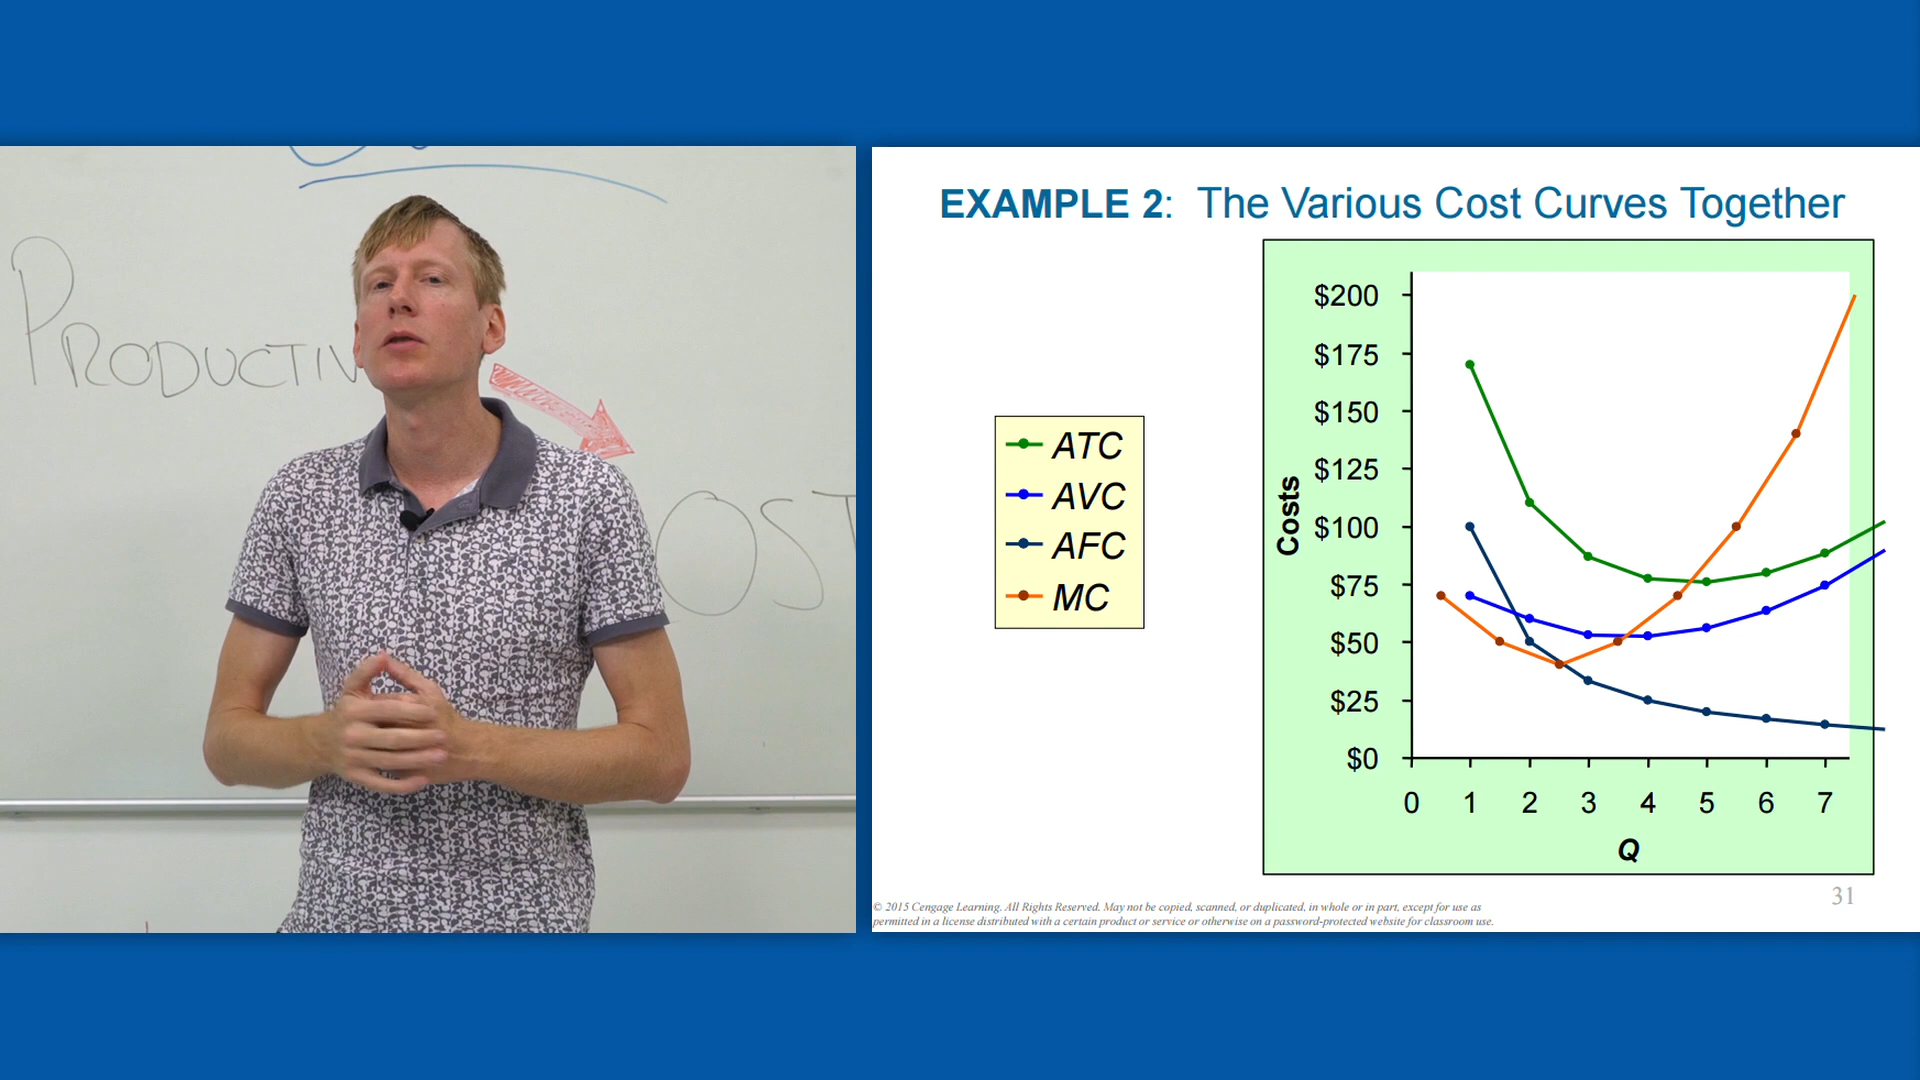 PRODUCTIV
OST
EXAMPLE 2: The Various Cost Curves Together
ATC
AVC
AFC
MC
Costs
$200
$175
$150
$125
$100
$75
$50
$25
$0
0 1 2 3 4 5 6 7
Q
31
© 2015 Cengage Learning. All Rights Reserved. May not be copied, scanned, or duplicated, in whole or in part, except for use as
permitted in a license distributed with a certain product or service or otherwise on a password-protected website for classroom use.